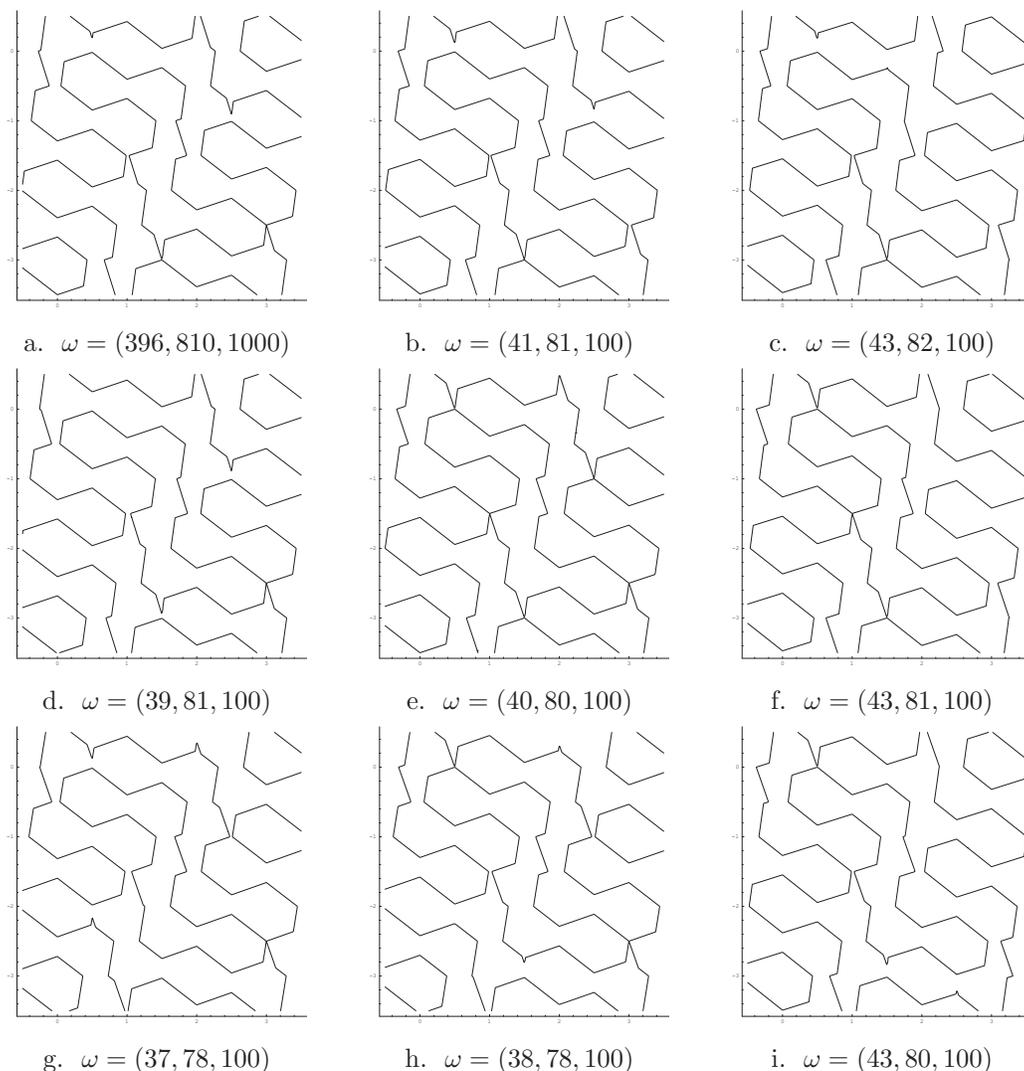 a. ω = (396, 810, 1000) b. ω = (41, 81, 100) c. ω = (43, 82, 100)
d. ω = (39, 81, 100) e. ω = (40, 80, 100) f. ω = (43, 81, 100)
g. ω = (37, 78, 100) h. ω = (38, 78, 100) i. ω = (43, 80, 100)